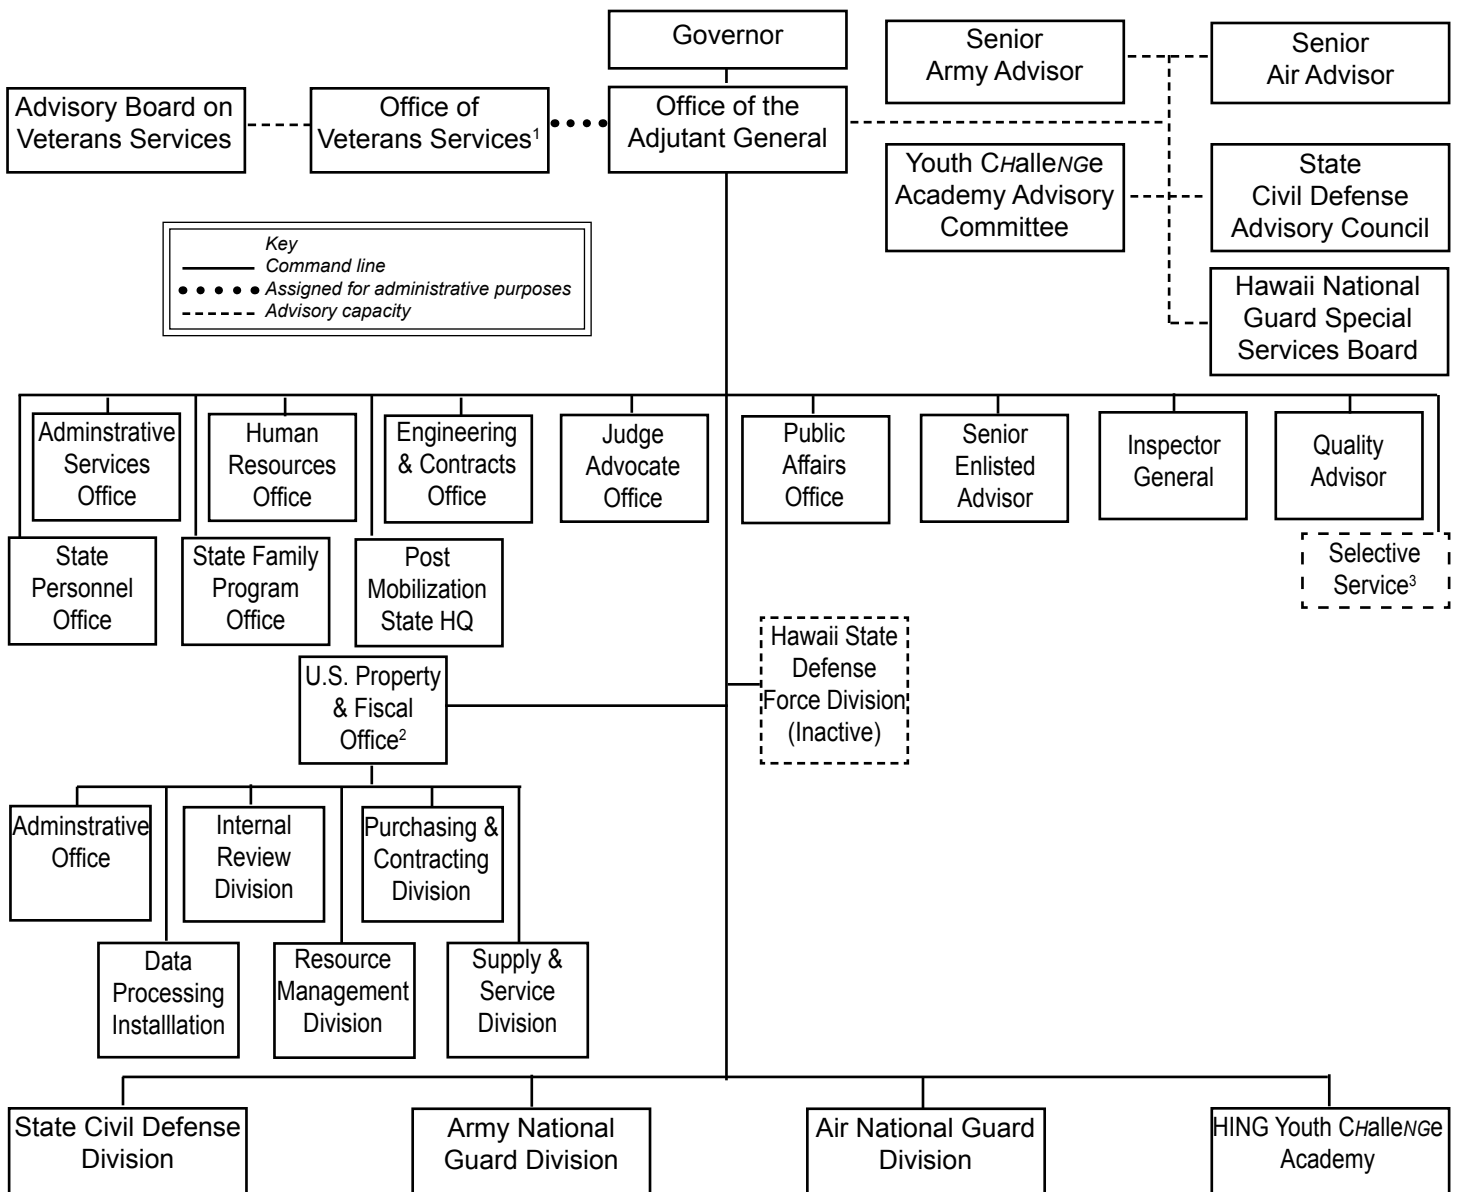 Governor
Senior
Army Advisor
Senior
Air Advisor
Advisory Board on
Veterans Services
Office of
Veterans Services¹
Office of the
Adjutant General
Youth CHalleNGe
Academy Advisory
Committee
State
Civil Defense
Advisory Council
Key
Command line
Assigned for administrative purposes
Advisory capacity
Hawaii National
Guard Special
Services Board
Adminstrative
Services
Office
Human
Resources
Office
Engineering
& Contracts
Office
Judge
Advocate
Office
Public
Affairs
Office
Senior
Enlisted
Advisor
Inspector
General
Quality
Advisor
State
Personnel
Office
State Family
Program
Office
Post
Mobilization
State HQ
Selective
Service³
Hawaii State
Defense
Force Division
(Inactive)
U.S. Property
& Fiscal
Office²
Adminstrative
Office
Internal
Review
Division
Purchasing &
Contracting
Division
Data
Processing
Installlation
Resource
Management
Division
Supply &
Service
Division
State Civil Defense
Division
Army National
Guard Division
Air National Guard
Division
HING Youth CHalleNGe
Academy